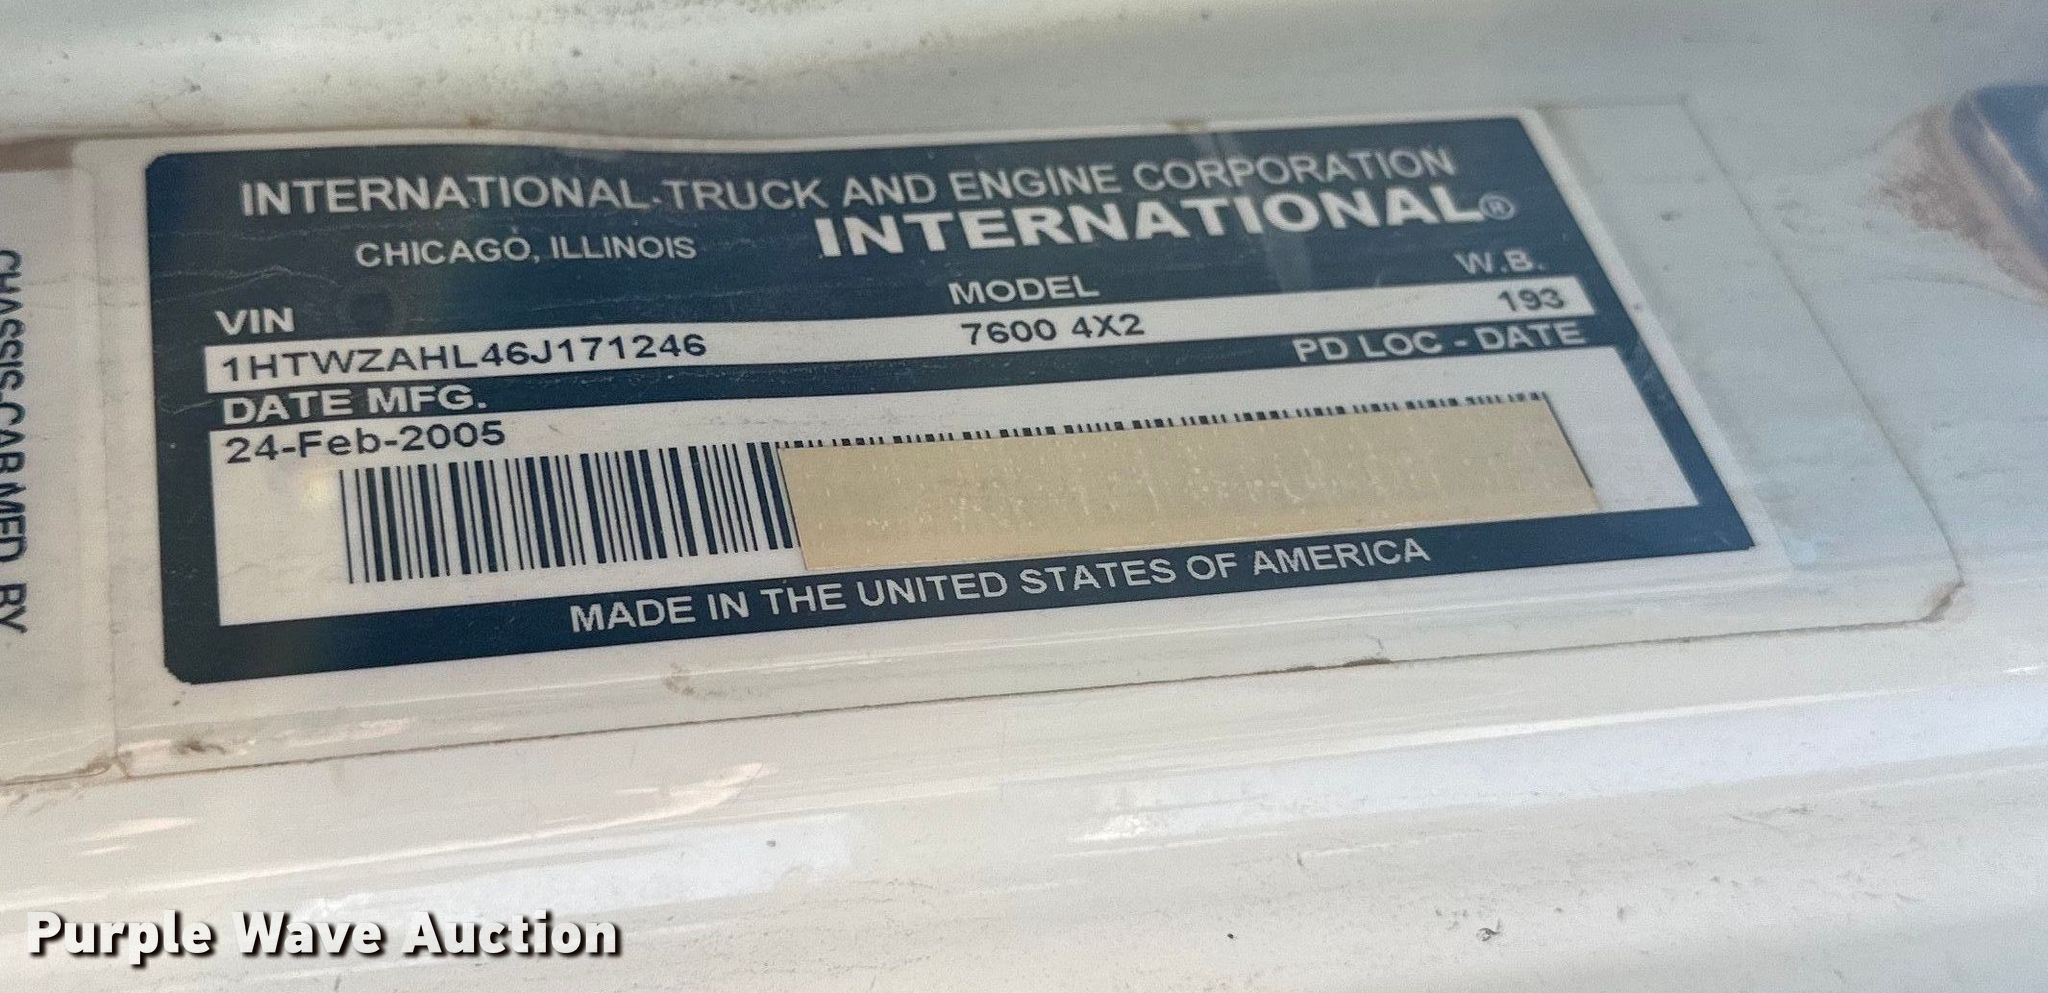 CHASSIS-CAB MFD BY
INTERNATIONAL TRUCK AND ENGINE CORPORATION
CHICAGO, ILLINOIS INTERNATIONAL®
VIN MODEL W.B.
1HTWZAHL46J171246 7600 4X2 193
DATE MFG. PD LOC - DATE
24-Feb-2005
MADE IN THE UNITED STATES OF AMERICA
Purple Wave Auction